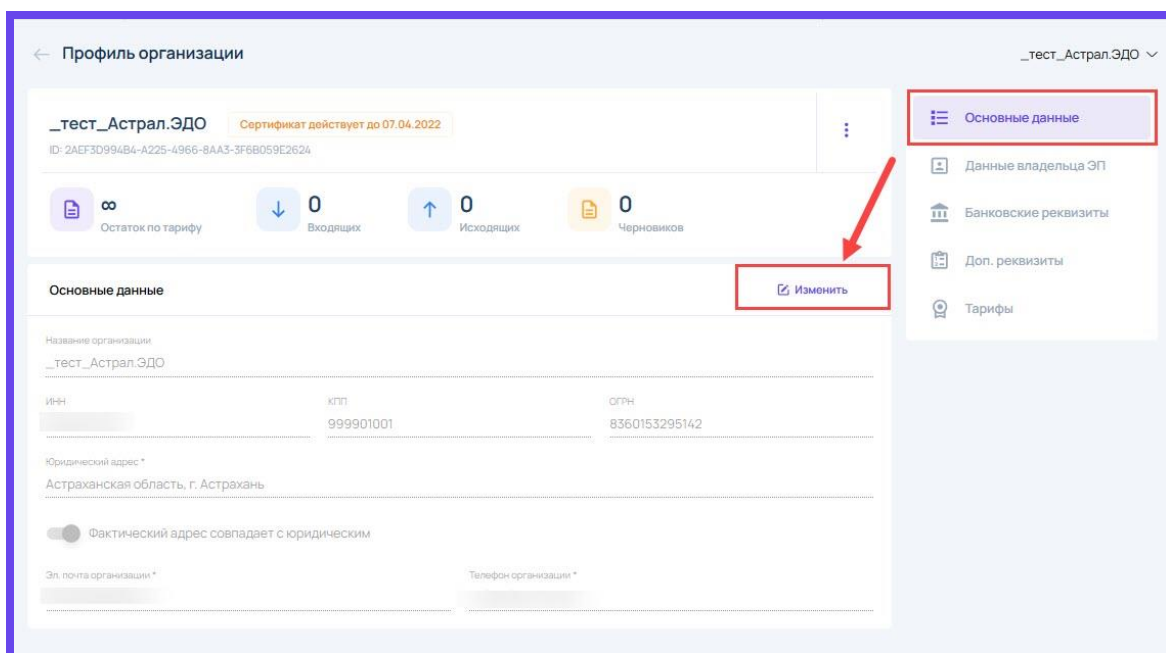 Профиль организации
_тест_Астрал.ЭДО
_тест_Астрал.ЭДО
Сертификат действует до 07.04.2022
ID: 2AEF3D994B4-A225-4966-8AA3-3F6B059E2624
∞
Остаток по тарифу
0
Входящих
0
Исходящих
0
Черновиков
Основные данные
Изменить
Название организации
_тест_Астрал.ЭДО
ИНН
КПП
999901001
ОГРН
8360153295142
Юридический адрес *
Астраханская область, г. Астрахань
Фактический адрес совпадает с юридическим
Эл. почта организации *
Телефон организации *
Основные данные
Данные владельца ЭП
Банковские реквизиты
Доп. реквизиты
Тарифы